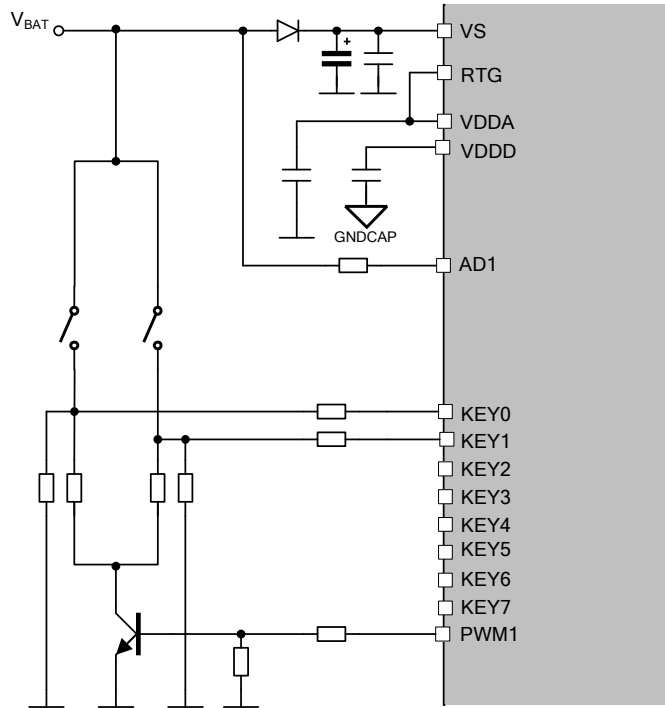 VBAT
+
VS
RTG
VDDA
VDDD
GNDCAP
AD1
KEY0
KEY1
KEY2
KEY3
KEY4
KEY5
KEY6
KEY7
PWM1